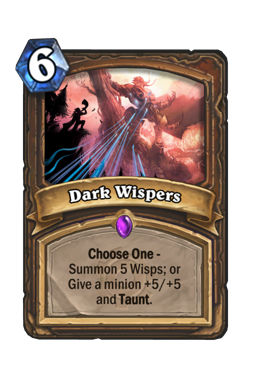 6
Dark Wispers
Choose One -
Summon 5 Wisps; or
Give a minion +5/+5
and Taunt.